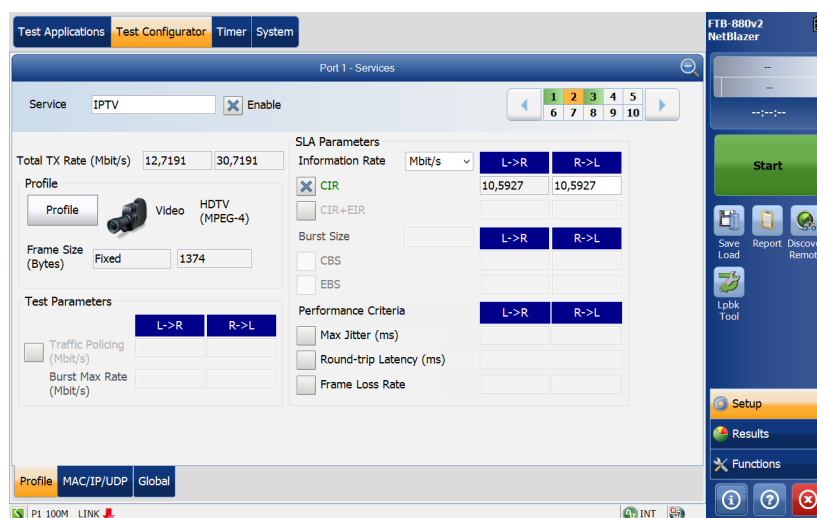 Test Applications Test Configurator Timer System
FTB-880v2
NetBlazer
Port 1 - Services
--
--
--:--:--
Service IPTV Enable
1 2 3 4 5
6 7 8 9 10
Total TX Rate (Mbit/s) 12,7191 30,7191
Profile
Profile Video HDTV
(MPEG-4)
Frame Size
(Bytes) Fixed 1374
Test Parameters
L->R R->L
Traffic Policing
(Mbit/s)
Burst Max Rate
(Mbit/s)
SLA Parameters
Information Rate Mbit/s L->R R->L
CIR 10,5927 10,5927
CIR+EIR
Burst Size L->R R->L
CBS
EBS
Performance Criteria L->R R->L
Max Jitter (ms)
Round-trip Latency (ms)
Frame Loss Rate
Start
Save
Load
Report
Discov
Remot
Lpbk
Tool
Setup
Results
Functions
Profile MAC/IP/UDP Global
P1 100M LINK
INT